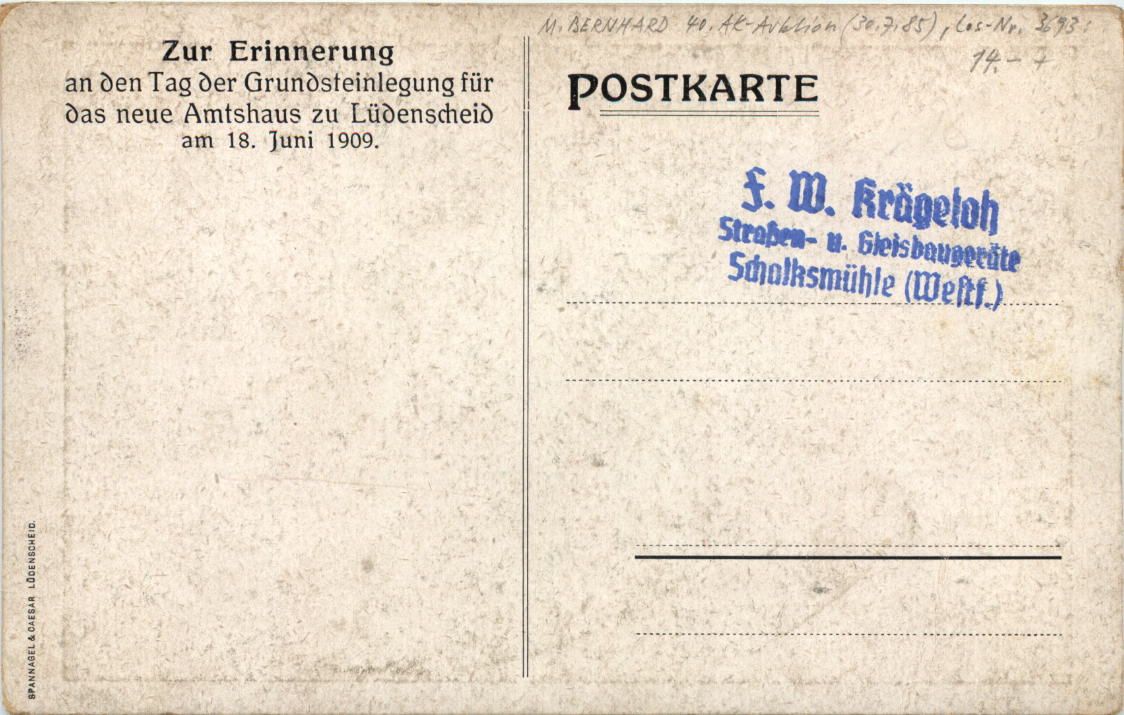 M. BERNHARD 40. AK-Auktion (30.7.85), Los-Nr. 3693:
14.-
Zur Erinnerung
an den Tag der Grundsteinlegung für
das neue Amtshaus zu Lüdenscheid
am 18. Juni 1909.
POSTKARTE
F. W. Krägeloh
Straßen- u. Gleisbaugeräte
Schalksmühle (Westf.)
SPANNAGEL & CAESAR LÜDENSCHEID.